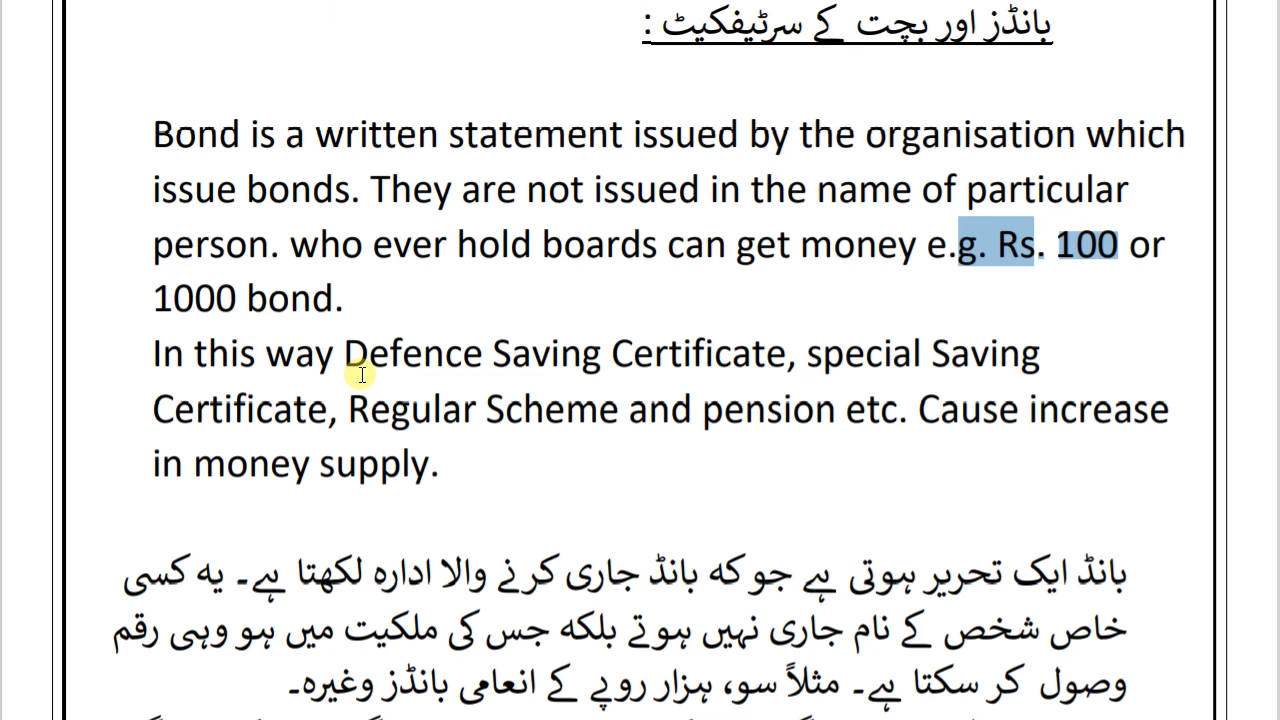 بانڈز اور بچت کے سرٹیفکیٹ :
Bond is a written statement issued by the organisation which
issue bonds. They are not issued in the name of particular
person. who ever hold boards can get money e.g. Rs. 100 or
1000 bond.
In this way Defence Saving Certificate, special Saving
Certificate, Regular Scheme and pension etc. Cause increase
in money supply.
بانڈ ایک تحریر ہوتی ہے جو کہ بانڈ جاری کرنے والا ادارہ لکھتا ہے۔ یہ کسی
خاص شخص کے نام جاری نہیں ہوتے بلکہ جس کی ملکیت میں ہو وہی رقم
وصول کر سکتا ہے۔ مثلاً سو، ہزار روپے کے انعامی بانڈز وغیرہ۔